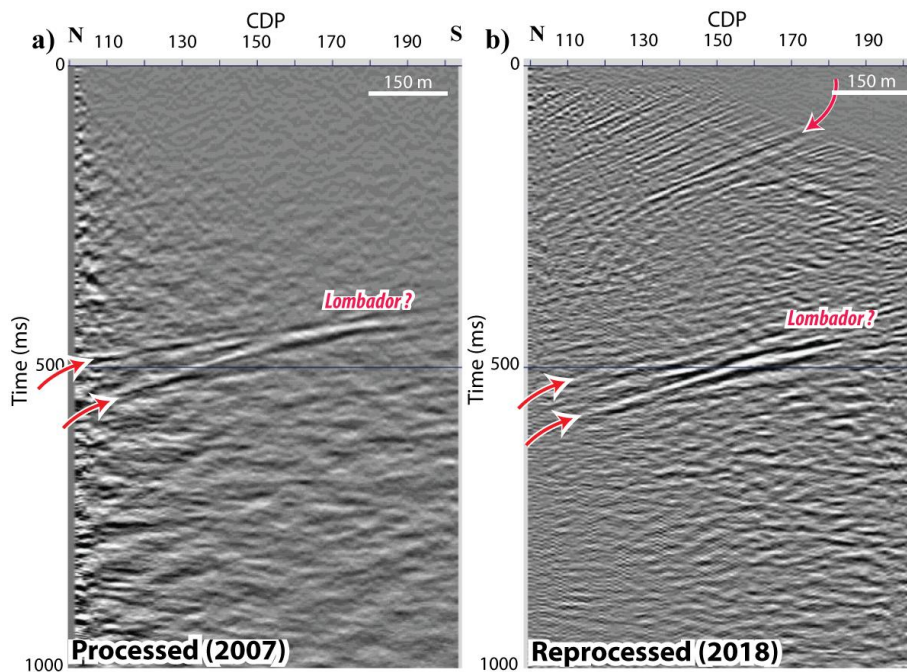 CDP
a) N 110 130 150 170 190 S
0
150 m
Lombador ?
Time (ms)
500
1000
Processed (2007)
CDP
b) N 110 130 150 170 190
0
150 m
Lombador ?
Time (ms)
500
1000
Reprocessed (2018)